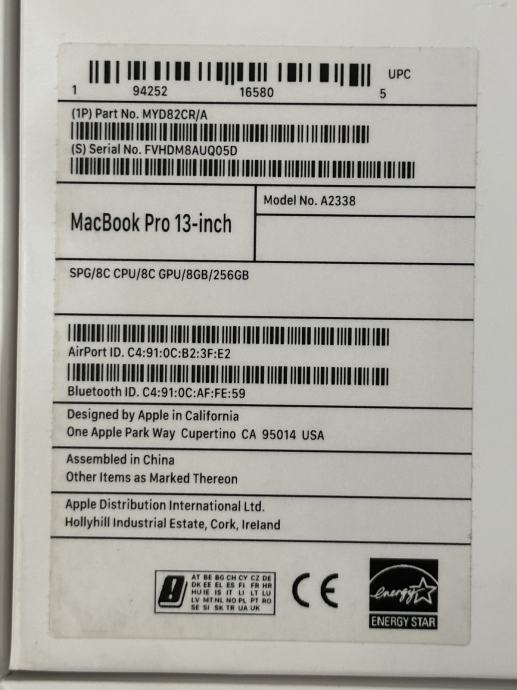 UPC
1 94252 16580 5
(1P) Part No. MYD82CR/A
(S) Serial No. FVHDM8AUQ05D
MacBook Pro 13-inch
Model No. A2338
SPG/8C CPU/8C GPU/8GB/256GB
AirPort ID. C4:91:0C:B2:3F:E2
Bluetooth ID. C4:91:0C:AF:FE:59
Designed by Apple in California
One Apple Park Way Cupertino CA 95014 USA
Assembled in China
Other Items as Marked Thereon
Apple Distribution International Ltd.
Hollyhill Industrial Estate, Cork, Ireland
AT BE BG CH CY CZ DE
DK EE EL ES FI FR HR
HU IE IS IT LI LT LU
LV MT NL NO PL PT RO
SE SI SK TR UA UK
CE
energy
ENERGY STAR